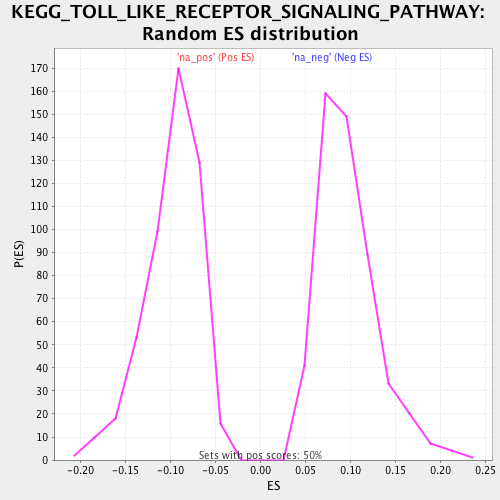 KEGG_TOLL_LIKE_RECEPTOR_SIGNALING_PATHWAY:
Random ES distribution
'na_pos' (Pos ES) 'na_neg' (Neg ES)
170
160
150
140
130
120
110
100
90
80
70
60
50
40
30
20
10
0
P(ES)
Sets with pos scores: 50%
-0.20 -0.15 -0.10 -0.05 0.00 0.05 0.10 0.15 0.20 0.25
ES